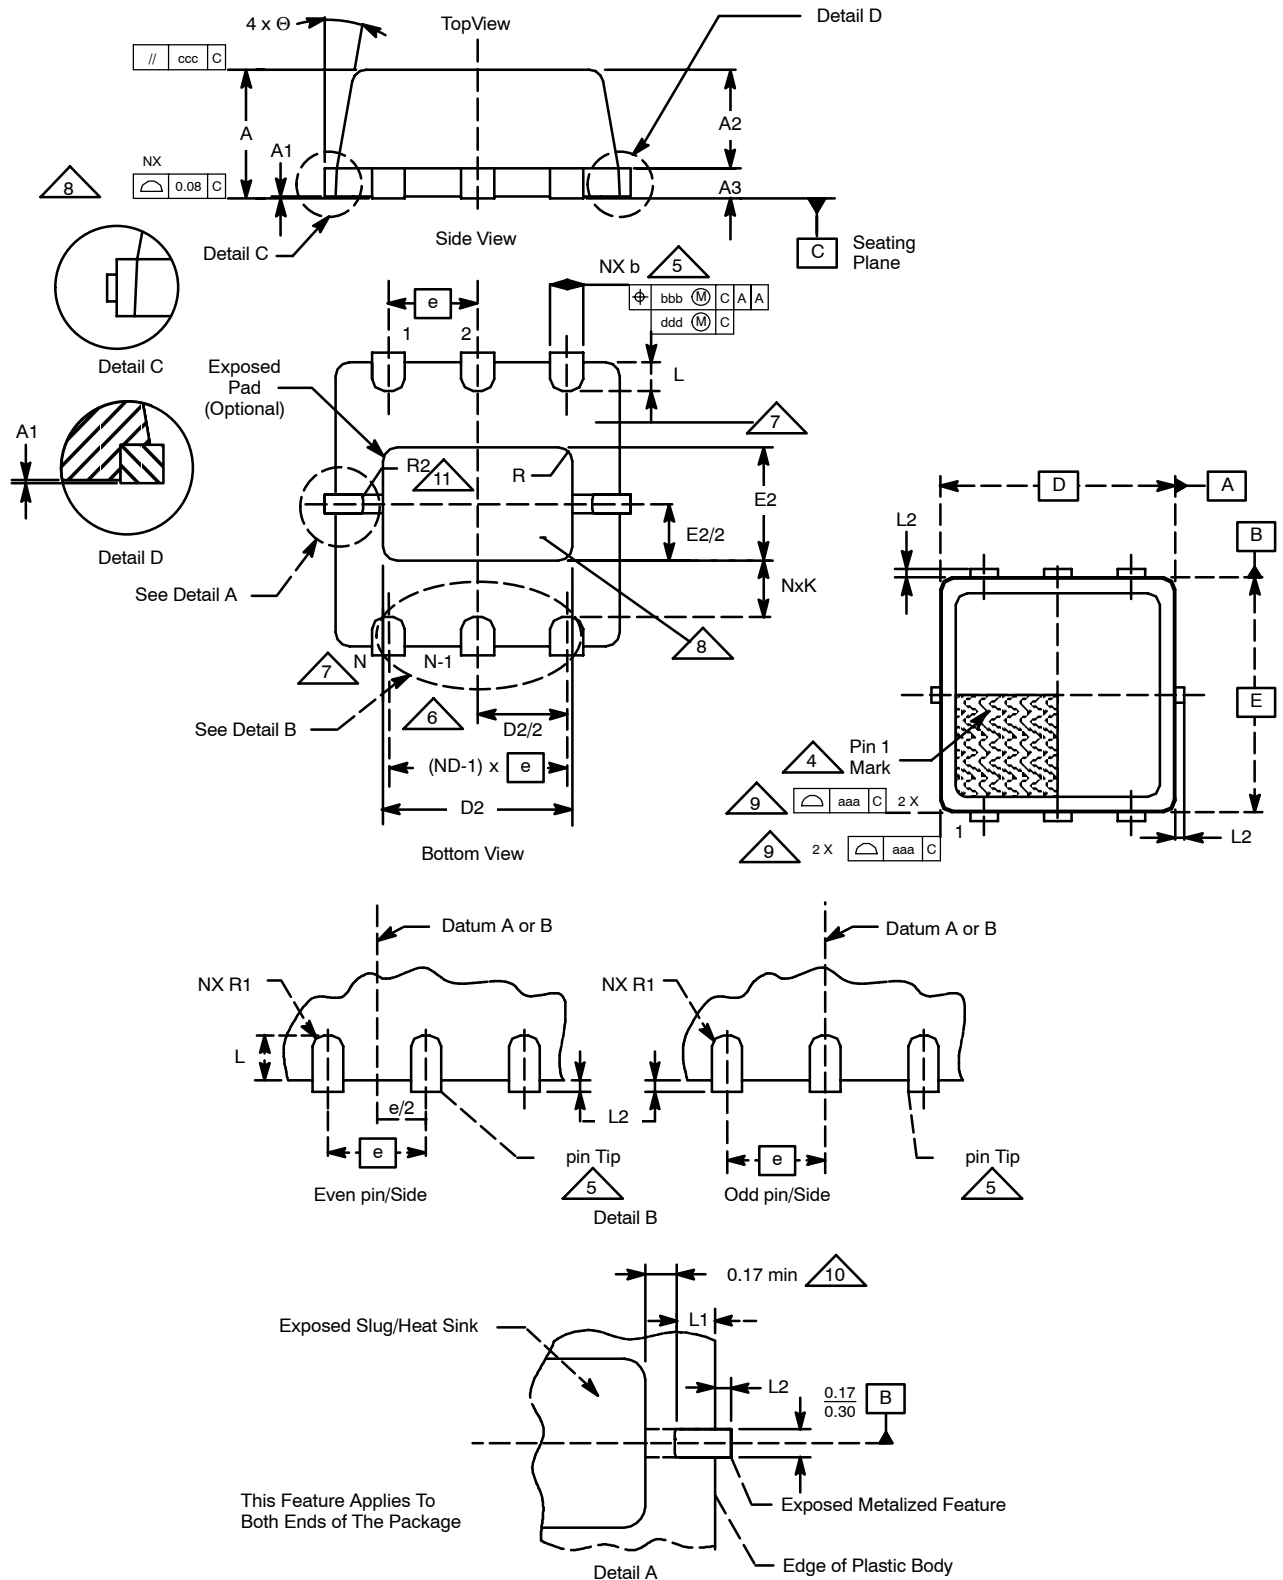 4 x Θ
TopView
Detail D
// ccc C
A
A1
A2
A3
NX
⌓ 0.08 C
8
Detail C
Side View
C
Seating
Plane
Detail C
NX b
5
⌖ bbb Ⓜ C A A
ddd Ⓜ C
e
1
2
L
Exposed
Pad
(Optional)
7
A1
R2
11
R
E2
E2/2
Detail D
See Detail A
NxK
8
7
N
N-1
6
See Detail B
D2/2
(ND-1) x e
D2
Bottom View
D
A
L2
B
E
4
Pin 1
Mark
9
⌓ aaa C 2 X
1
L2
9
2 X ⌓ aaa C
Datum A or B
Datum A or B
NX R1
NX R1
L
e/2
L2
e
e
pin Tip
5
pin Tip
5
Even pin/Side
Odd pin/Side
Detail B
0.17 min
10
Exposed Slug/Heat Sink
L1
L2
0.17
0.30
B
This Feature Applies To
Both Ends of The Package
Exposed Metalized Feature
Edge of Plastic Body
Detail A